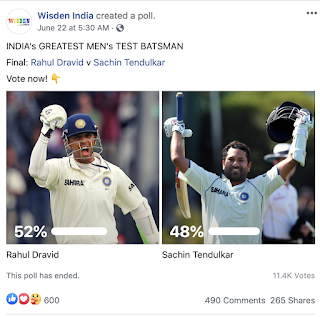 WISDEN
Wisden India created a poll.
June 22 at 5:30 AM ·
INDIA's GREATEST MEN's TEST BATSMAN
Final: Rahul Dravid v Sachin Tendulkar
Vote now! 👇
SAHARA
SAHARA
52%
48%
Rahul Dravid
Sachin Tendulkar
This poll has ended.
11.4K Votes
600
490 Comments
265 Shares